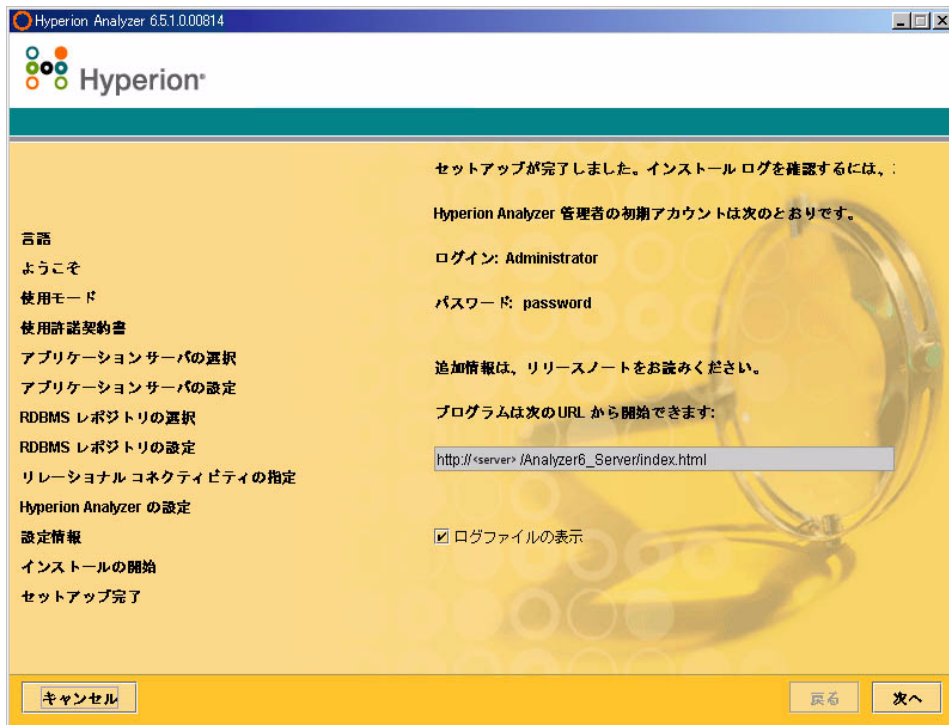 Hyperion Analyzer 6.5.1.0.00814
Hyperion
セットアップが完了しました。インストール ログを確認するには、
Hyperion Analyzer 管理者の初期アカウントは次のとおりです。
ログイン: Administrator
パスワード: password
追加情報は、リリースノートをお読みください。
プログラムは次のURL から開始できます:
http://<server> /Analyzer6_Server/index.html
ログファイルの表示
言語
ようこそ
使用モード
使用許諾契約書
アプリケーション サーバの選択
アプリケーション サーバの設定
RDBMS レポジトリの選択
RDBMS レポジトリの設定
リレーショナル コネクティビティの指定
Hyperion Analyzer の設定
設定情報
インストールの開始
セットアップ完了
キャンセル
戻る
次へ